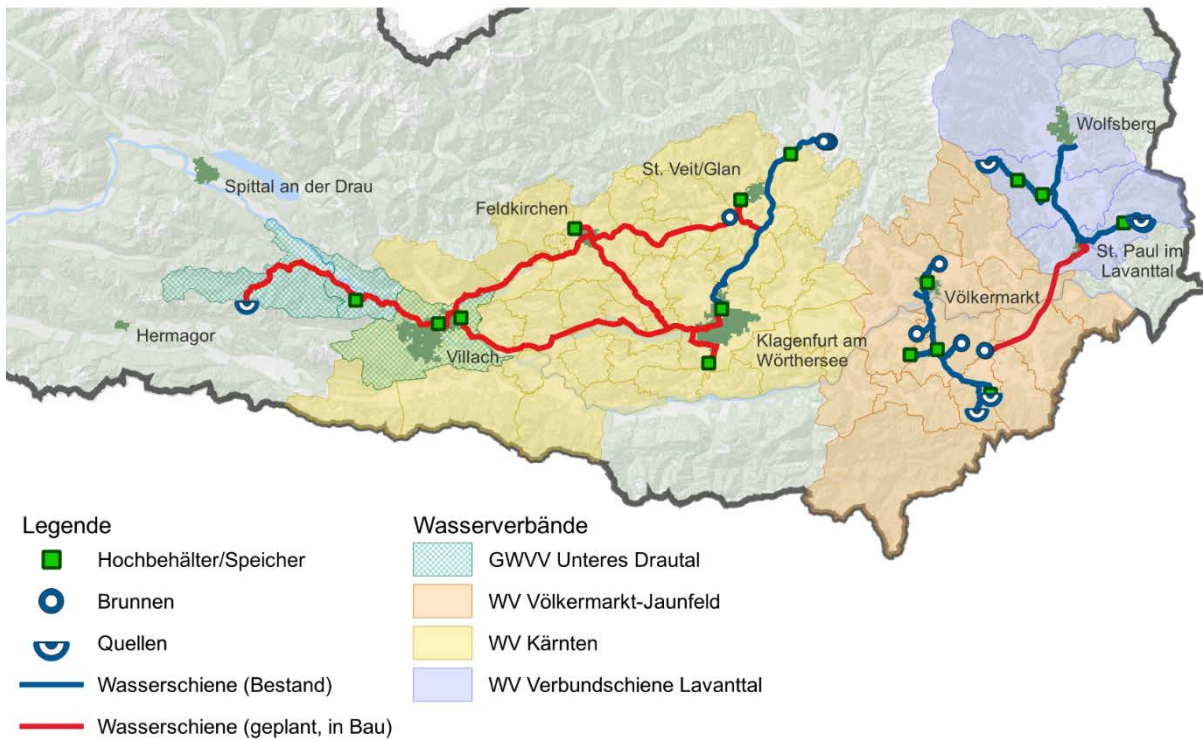 Wolfsberg
St. Veit/Glan
Spittal an der Drau
Feldkirchen
St. Paul im
Lavanttal
Völkermarkt
Hermagor
Villach
Klagenfurt am
Wörthersee
Legende
Hochbehälter/Speicher
Brunnen
Quellen
Wasserschiene (Bestand)
Wasserschiene (geplant, in Bau)
Wasserverbände
GWVV Unteres Drautal
WV Völkermarkt-Jaunfeld
WV Kärnten
WV Verbundschiene Lavanttal